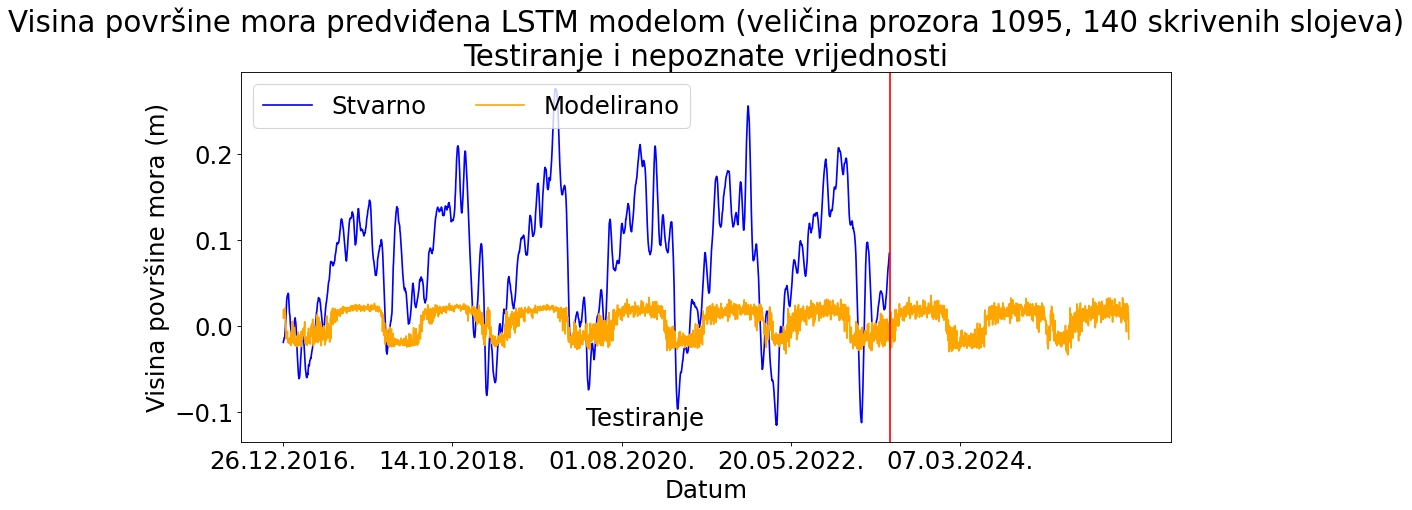 Visina površine mora predviđena LSTM modelom (veličina prozora 1095, 140 skrivenih slojeva)
Testiranje i nepoznate vrijednosti
Stvarno Modelirano
Visina površine mora (m)
0.2
0.1
0.0
−0.1
Testiranje
26.12.2016. 14.10.2018. 01.08.2020. 20.05.2022. 07.03.2024.
Datum